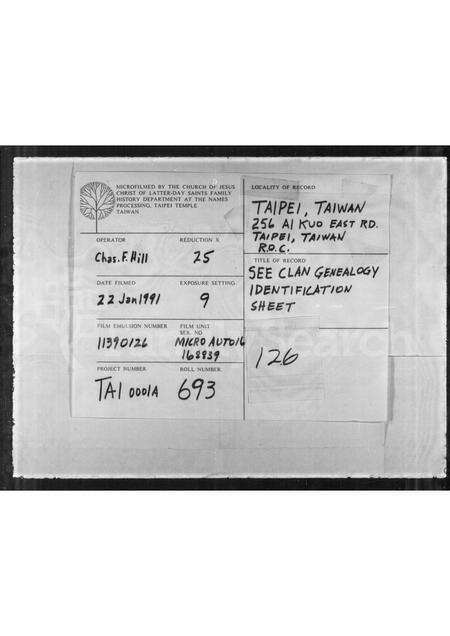 MICROFILMED BY THE CHURCH OF JESUS
CHRIST OF LATTER-DAY SAINTS FAMILY
HISTORY DEPARTMENT AT THE NAMES
PROCESSING, TAIPEI TEMPLE
TAIWAN
OPERATOR
Chas. F. Hill
REDUCTION X
25
DATE FILMED
22 Jan 1991
EXPOSURE SETTING
9
FILM EMULSION NUMBER
11390126
FILM UNIT
SER. NO
MICRO AUTO16
168939
PROJECT NUMBER
TAI 0001A
ROLL NUMBER
693
LOCALITY OF RECORD
TAIPEI, TAIWAN
256 AI KUO EAST RD.
TAIPEI, TAIWAN
R.O.C.
TITLE OF RECORD
SEE CLAN GENEALOGY
IDENTIFICATION
SHEET
126